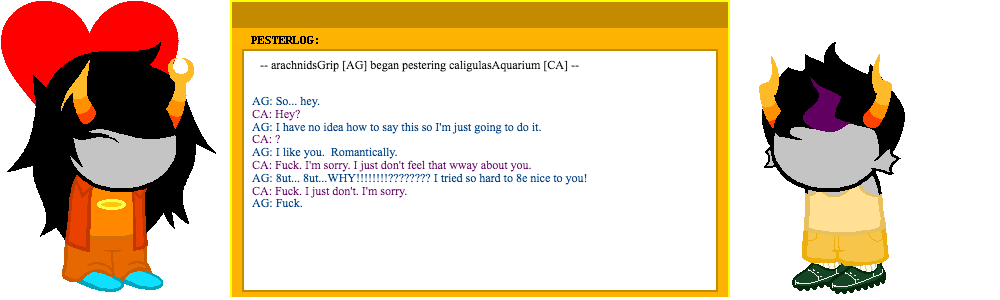 PESTERLOG:
-- arachnidsGrip [AG] began pestering caligulasAquarium [CA] --
AG: So... hey.
CA: Hey?
AG: I have no idea how to say this so I'm just going to do it.
CA: ?
AG: I like you.  Romantically.
CA: Fuck. I'm sorry. I just don't feel that wway about you.
AG: 8ut... 8ut...WHY!!!!!!!!???????? I tried so hard to 8e nice to you!
CA: Fuck. I just don't. I'm sorry.
AG: Fuck.